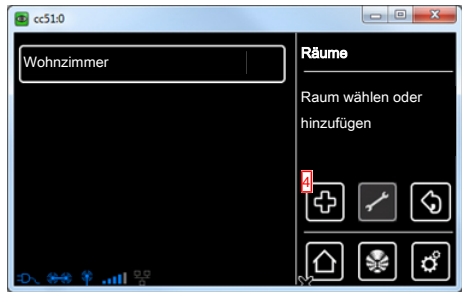 cc51:0
Wohnzimmer
Räume
Raum wählen oder
hinzufügen
4